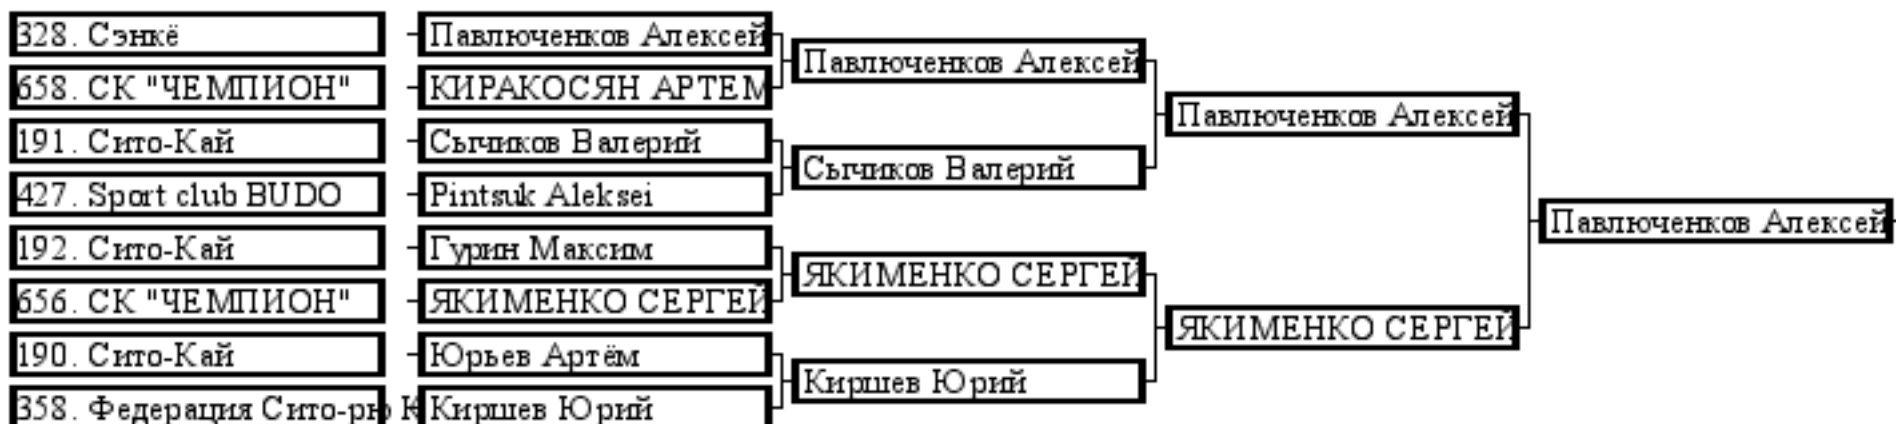 328. Сэнкё
Павлюченков Алексей
658. СК "ЧЕМПИОН"
КИРАКОСЯН АРТЕМ
191. Сито-Кай
Сычиков Валерий
427. Sport club BUDO
Pintsuk Aleksei
192. Сито-Кай
Гурин Максим
656. СК "ЧЕМПИОН"
ЯКИМЕНКО СЕРГЕЙ
190. Сито-Кай
Юрьев Артём
358. Федерация Сито-рю К
Киршев Юрий
Павлюченков Алексей
Сычиков Валерий
ЯКИМЕНКО СЕРГЕЙ
Киршев Юрий
Павлюченков Алексей
ЯКИМЕНКО СЕРГЕЙ
Павлюченков Алексей